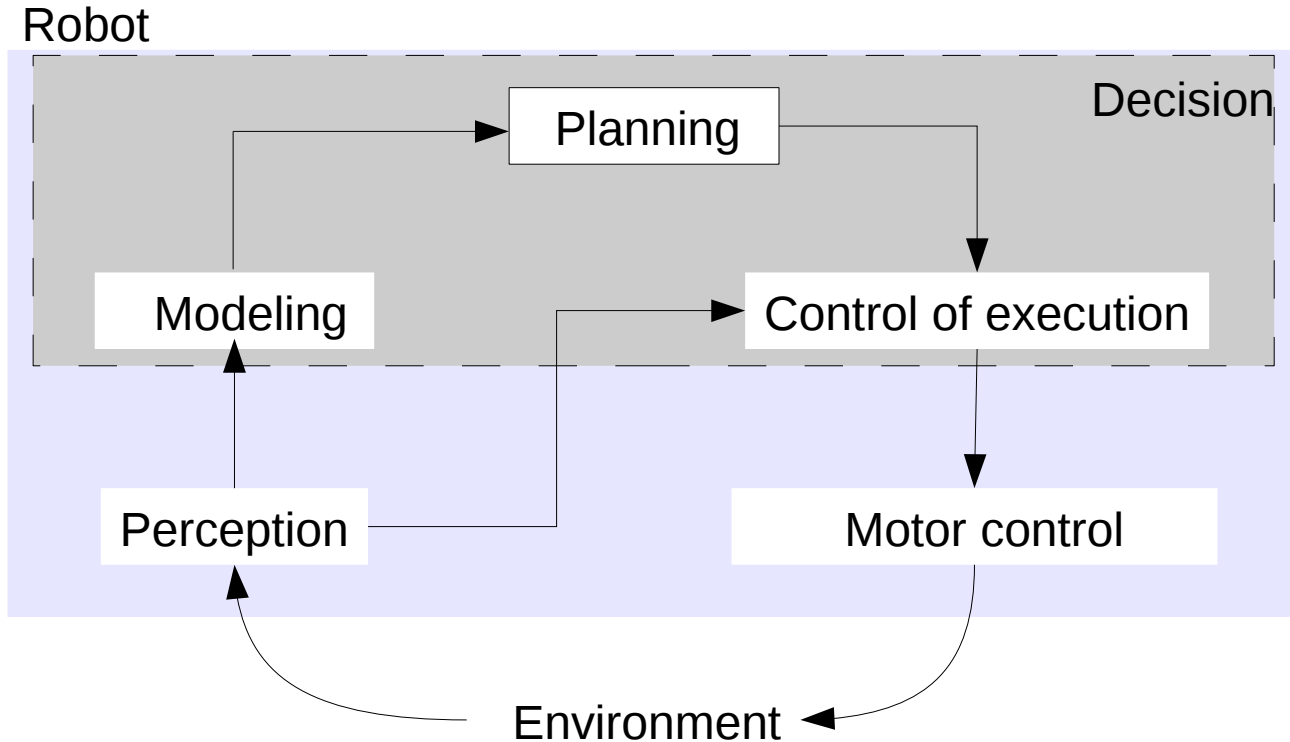 Robot
Decision
Planning
Modeling
Control of execution
Perception
Motor control
Environment